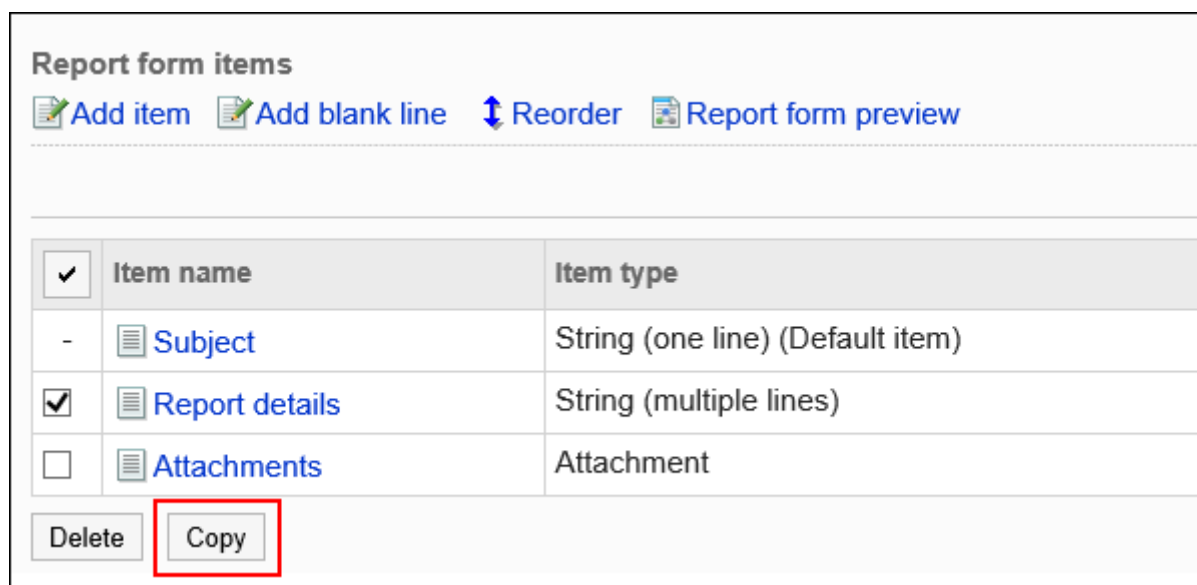 Report form items
Add item Add blank line Reorder Report form preview
Item name Item type
- Subject String (one line) (Default item)
Report details String (multiple lines)
Attachments Attachment
Delete Copy